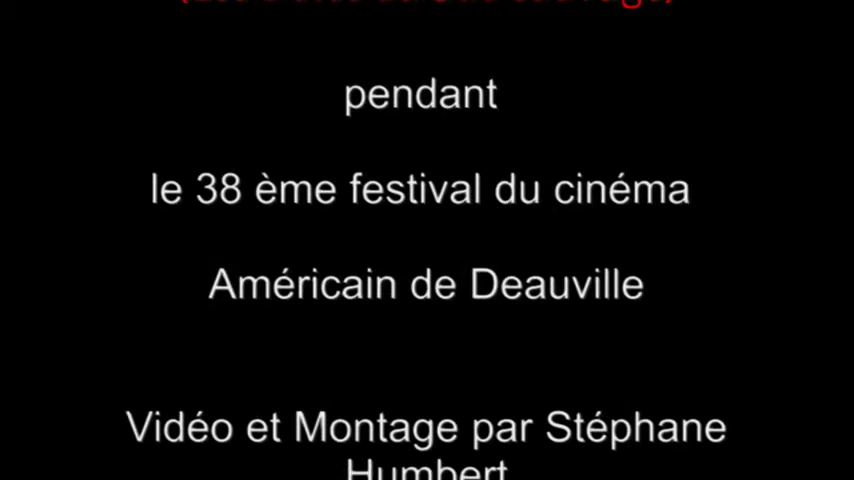 pendant
le 38 ème festival du cinéma
Américain de Deauville
Vidéo et Montage par Stéphane
Humbert